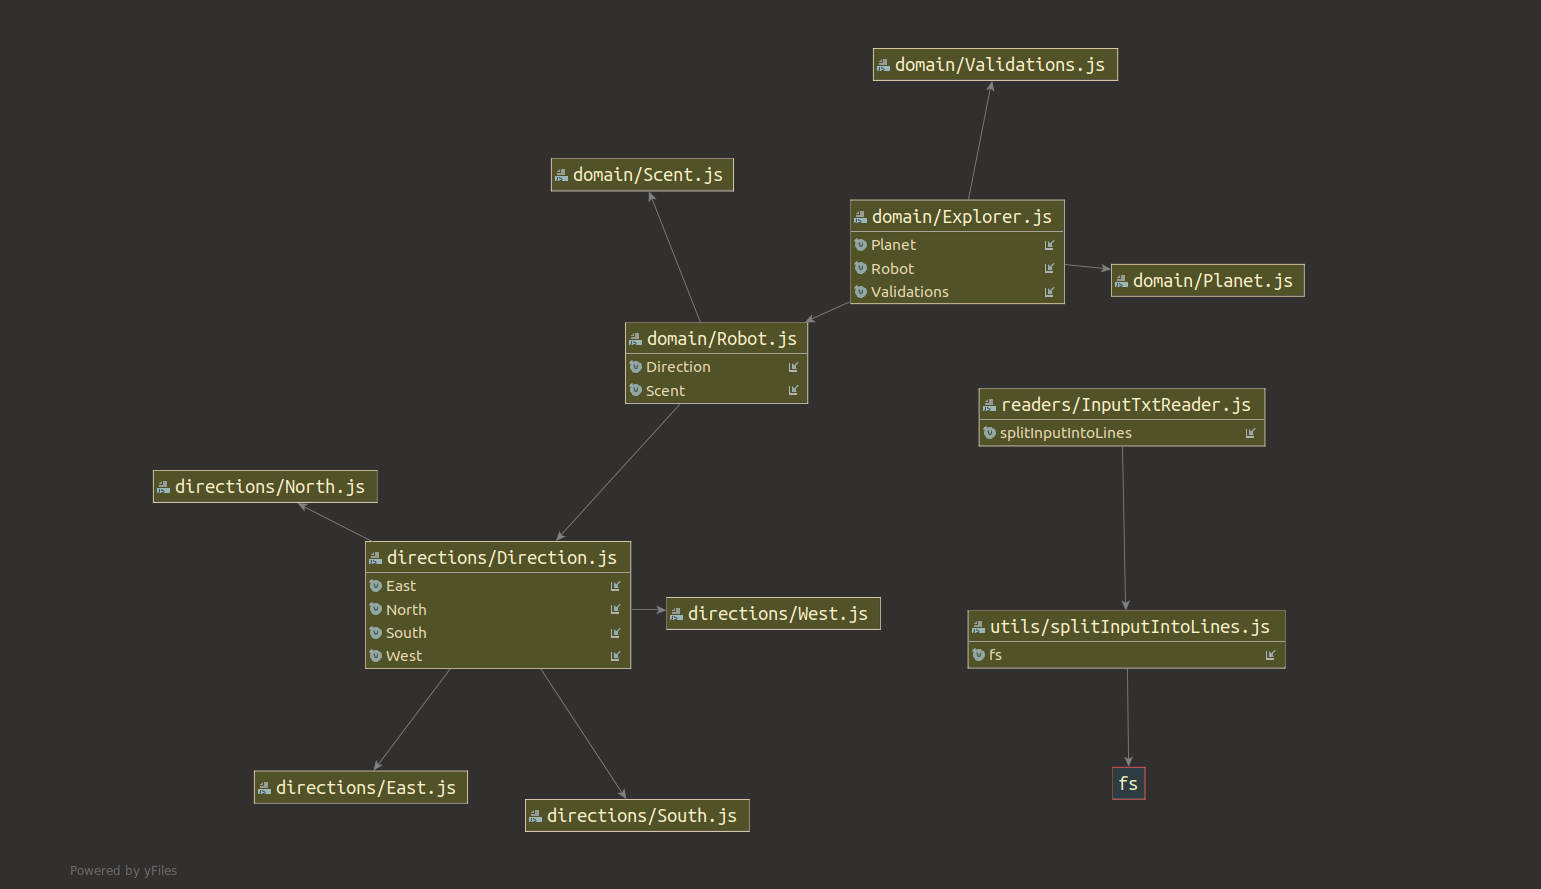 domain/Validations.js
domain/Scent.js
domain/Explorer.js
Planet
Robot
Validations
domain/Planet.js
domain/Robot.js
Direction
Scent
readers/InputTxtReader.js
splitInputIntoLines
directions/North.js
directions/Direction.js
East
North
South
West
directions/West.js
utils/splitInputIntoLines.js
fs
directions/East.js
directions/South.js
fs
Powered by yFiles